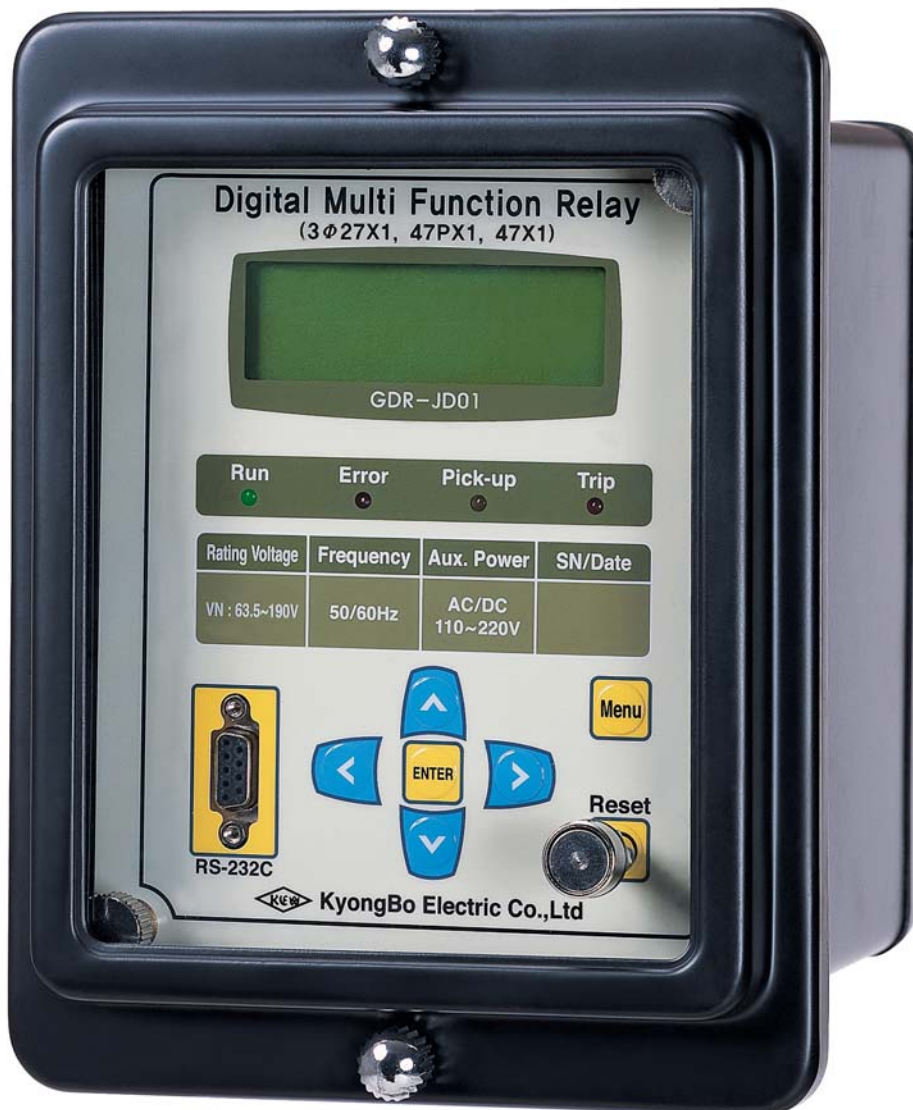 Digital Multi Function Relay
(3Φ27X1, 47PX1, 47X1)
GDR-JD01
Run Error Pick-up Trip
Rating Voltage Frequency Aux. Power SN/Date
VN : 63.5~190V 50/60Hz AC/DC
110~220V
Menu
ENTER
Reset
RS-232C
KyongBo Electric Co.,Ltd